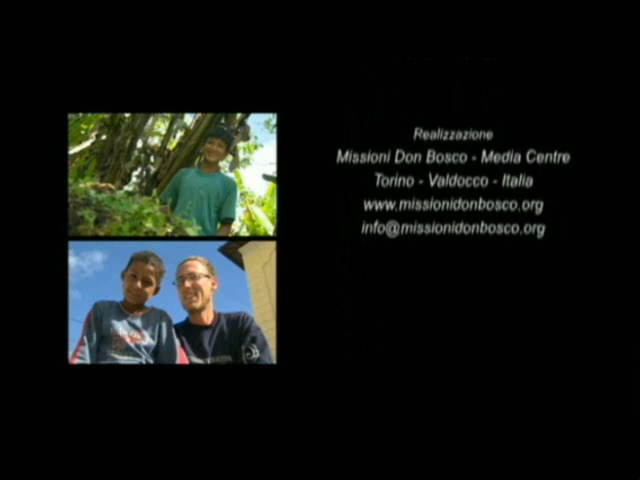 Realizzazione
Missioni Don Bosco - Media Centre
Torino - Valdocco - Italia
www.missionidonbosco.org
info@missionidonbosco.org